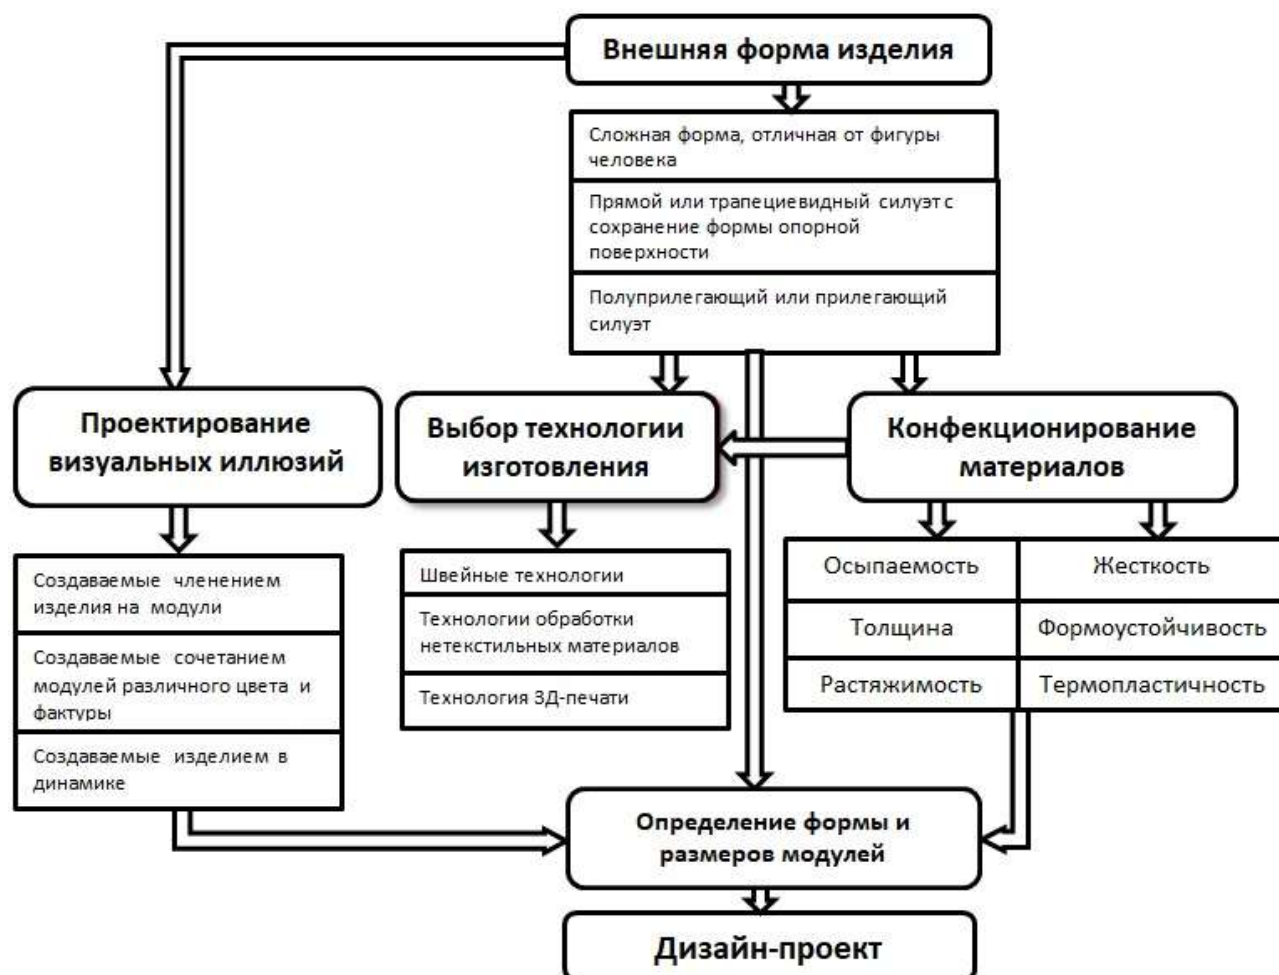 Внешняя форма изделия
Сложная форма, отличная от фигуры
человека
Прямой или трапециевидный силуэт с
сохранение формы опорной
поверхности
Полуприлегающий или прилегающий
силуэт
Проектирование
визуальных иллюзий
Выбор технологии
изготовления
Конфекционирование
материалов
Создаваемые членением
изделия на модули
Создаваемые сочетанием
модулей различного цвета и
фактуры
Создаваемые изделием в
динамике
Швейные технологии
Технологии обработки
нетекстильных материалов
Технология 3Д-печати
Осыпаемость
Жесткость
Толщина
Формоустойчивость
Растяжимость
Термопластичность
Определение формы и
размеров модулей
Дизайн-проект